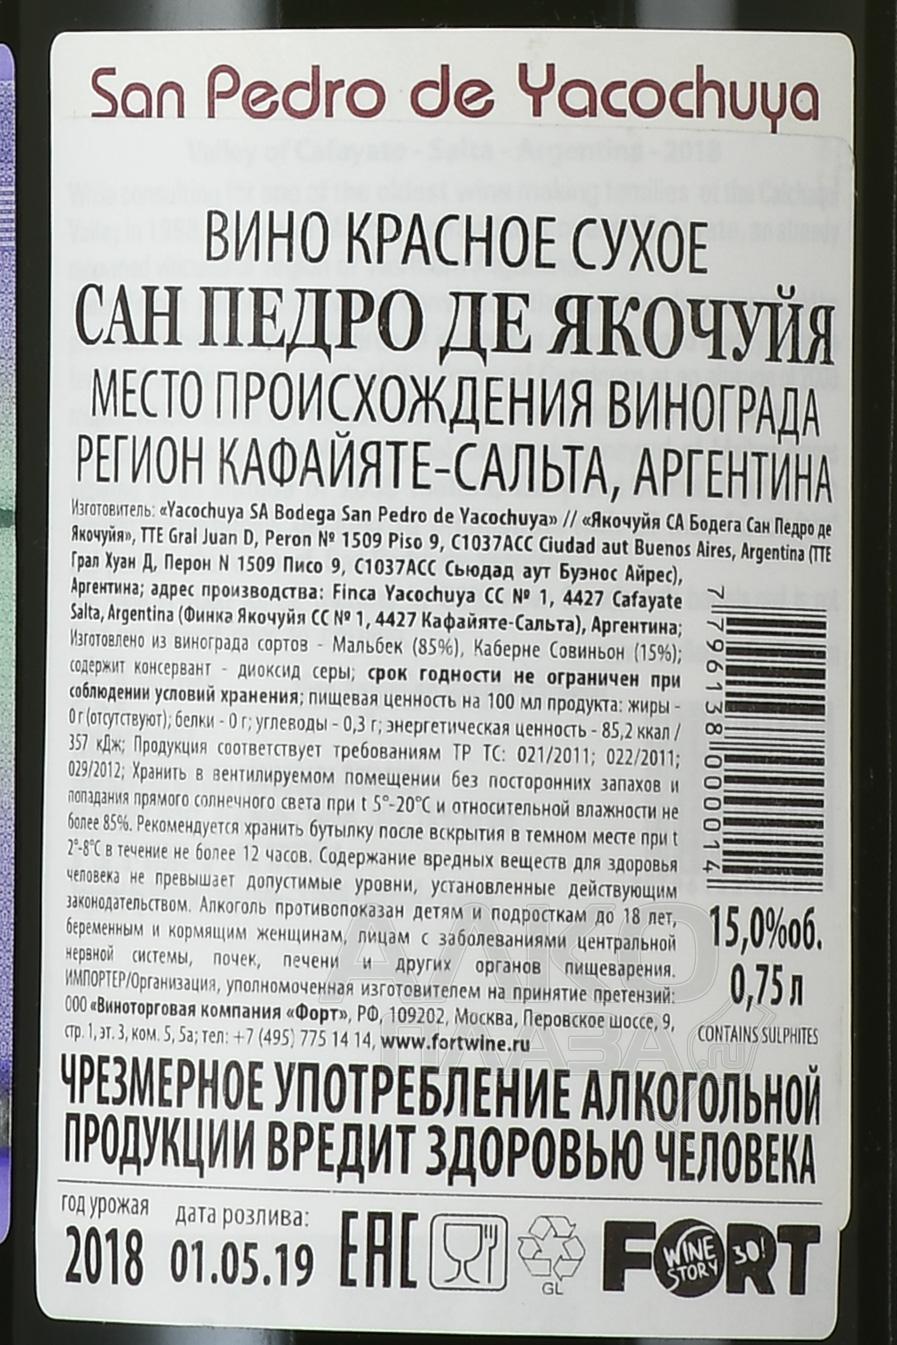 San Pedro de Yacochuya
Valley of Cafayate - Salta - Argentina - 2018
ВИНО КРАСНОЕ СУХОЕ
САН ПЕДРО ДЕ ЯКОЧУЙЯ
МЕСТО ПРОИСХОЖДЕНИЯ ВИНОГРАДА
РЕГИОН КАФАЙЯТЕ-САЛЬТА, АРГЕНТИНА
Изготовитель: «Yacochuya SA Bodega San Pedro de Yacochuya» // «Якочуйя СА Бодега Сан Педро де
Якочуйя», TTE Gral Juan D, Peron № 1509 Piso 9, C1037ACC Ciudad aut Buenos Aires, Argentina (TTE
Грал Хуан Д, Перон N 1509 Писо 9, C1037ACC Сьюдад аут Буэнос Айрес),
Аргентина; адрес производства: Finca Yacochuya CC № 1, 4427 Cafayate
Salta, Argentina (Финка Якочуйя СС № 1, 4427 Кафайяте-Сальта), Аргентина;
Изготовлено из винограда сортов - Мальбек (85%), Каберне Совиньон (15%);
содержит консервант - диоксид серы; срок годности не ограничен при
соблюдении условий хранения; пищевая ценность на 100 мл продукта: жиры -
0 г (отсутствуют); белки - 0 г; углеводы - 0,3 г; энергетическая ценность - 85,2 ккал /
357 кДж; Продукция соответствует требованиям ТР ТС: 021/2011; 022/2011;
029/2012; Хранить в вентилируемом помещении без посторонних запахов и
попадания прямого солнечного света при t 5°-20°C и относительной влажности не
более 85%. Рекомендуется хранить бутылку после вскрытия в темном месте при t
2°-8°C в течение не более 12 часов. Содержание вредных веществ для здоровья
человека не превышает допустимые уровни, установленные действующим
законодательством. Алкоголь противопоказан детям и подросткам до 18 лет,
беременным и кормящим женщинам, лицам с заболеваниями центральной
нервной системы, почек, печени и других органов пищеварения.
ИМПОРТЕР/Организация, уполномоченная изготовителем на принятие претензий:
ООО «Виноторговая компания «Форт», РФ, 109202, Москва, Перовское шоссе, 9,
стр. 1, эт. 3, ком. 5, 5а; тел: +7 (495) 775 14 14, www.fortwine.ru
7 796138 000014
15,0%об.
0,75 л
CONTAINS SULPHITES
АЛКО
ПЛАЗА.ru
ЧРЕЗМЕРНОЕ УПОТРЕБЛЕНИЕ АЛКОГОЛЬНОЙ
ПРОДУКЦИИ ВРЕДИТ ЗДОРОВЬЮ ЧЕЛОВЕКА
год урожая
2018
дата розлива:
01.05.19
EAC
GL
FORT
WINE STORY 30!